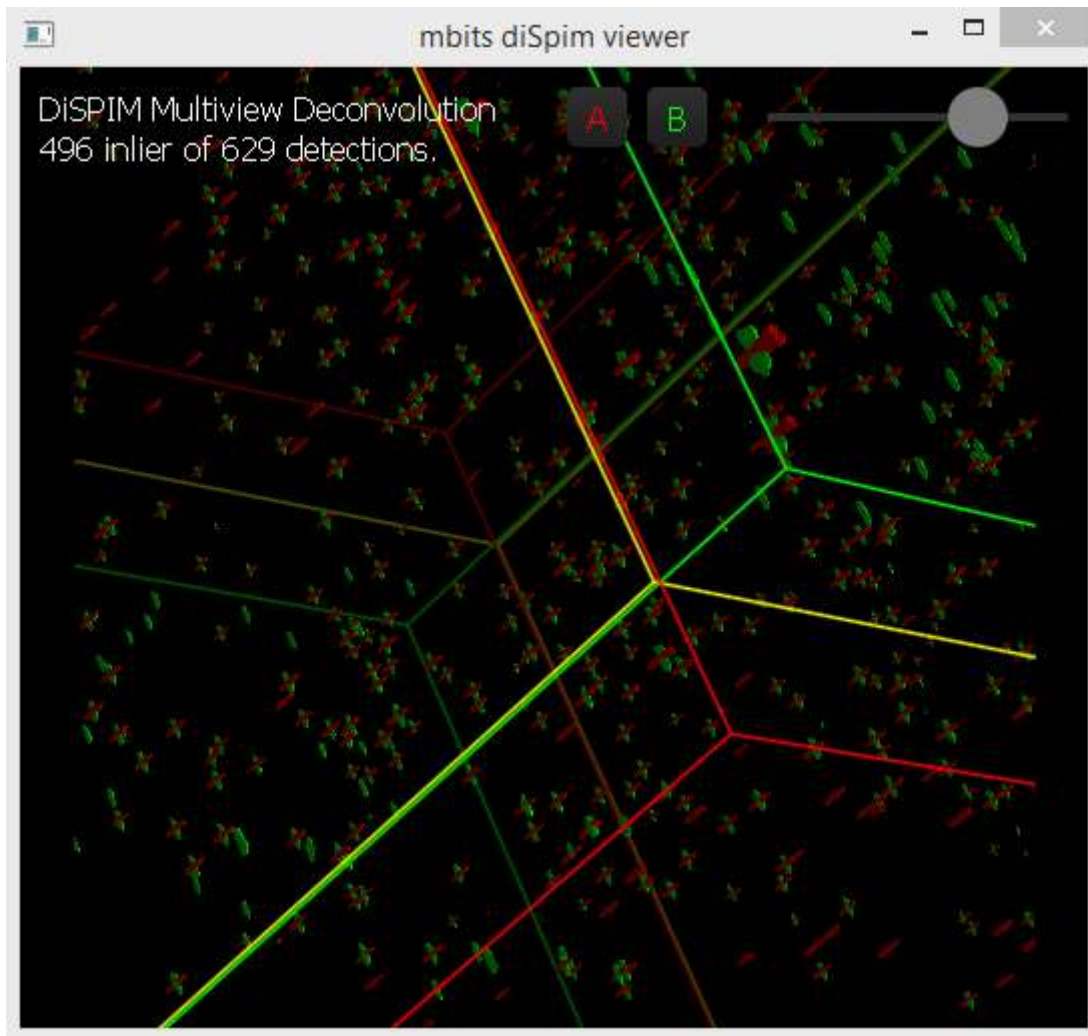 mbits diSpim viewer
DiSPIM Multiview Deconvolution
A B
496 inlier of 629 detections.